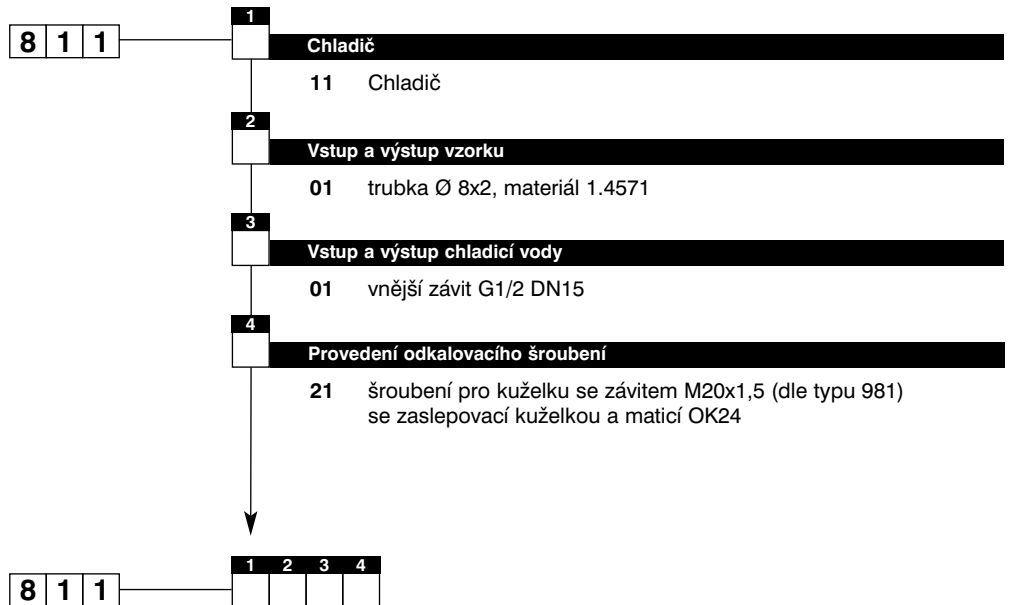 1
8 1 1
Chladič
11 Chladič
2
Vstup a výstup vzorku
01 trubka Ø 8x2, materiál 1.4571
3
Vstup a výstup chladicí vody
01 vnější závit G1/2 DN15
4
Provedení odkalovacího šroubení
21 šroubení pro kuželku se závitem M20x1,5 (dle typu 981)
se zaslepovací kuželkou a maticí OK24
1 2 3 4
8 1 1